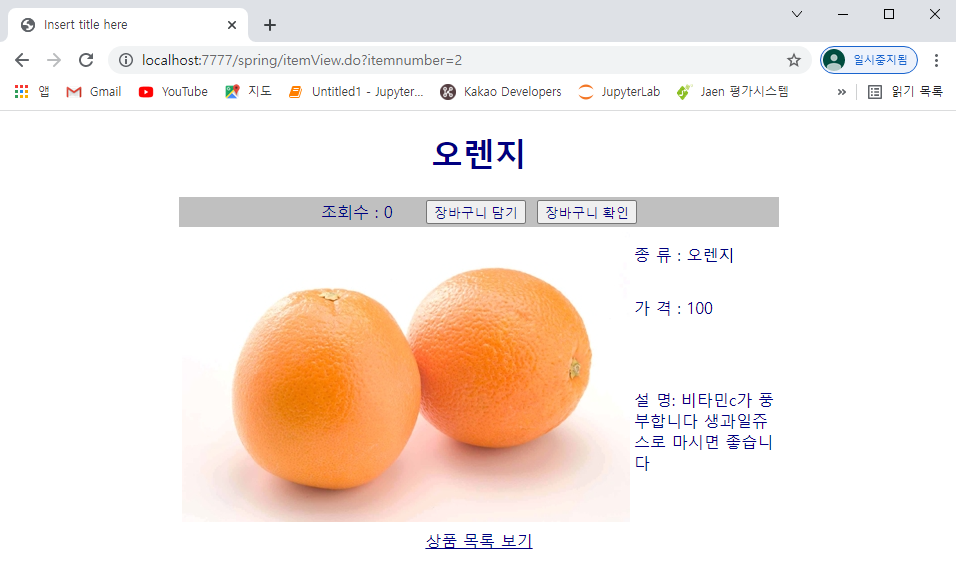 Insert title here
localhost:7777/spring/itemView.do?itemnumber=2
일시중지됨
앱 Gmail YouTube 지도 Untitled1 - Jupyter... Kakao Developers JupyterLab Jaen 평가시스템 » 읽기 목록
오렌지
조회수 : 0 장바구니 담기 장바구니 확인
종 류 : 오렌지
가 격 : 100
설 명: 비타민c가 풍
부합니다 생과일쥬
스로 마시면 좋습니
다
상품 목록 보기